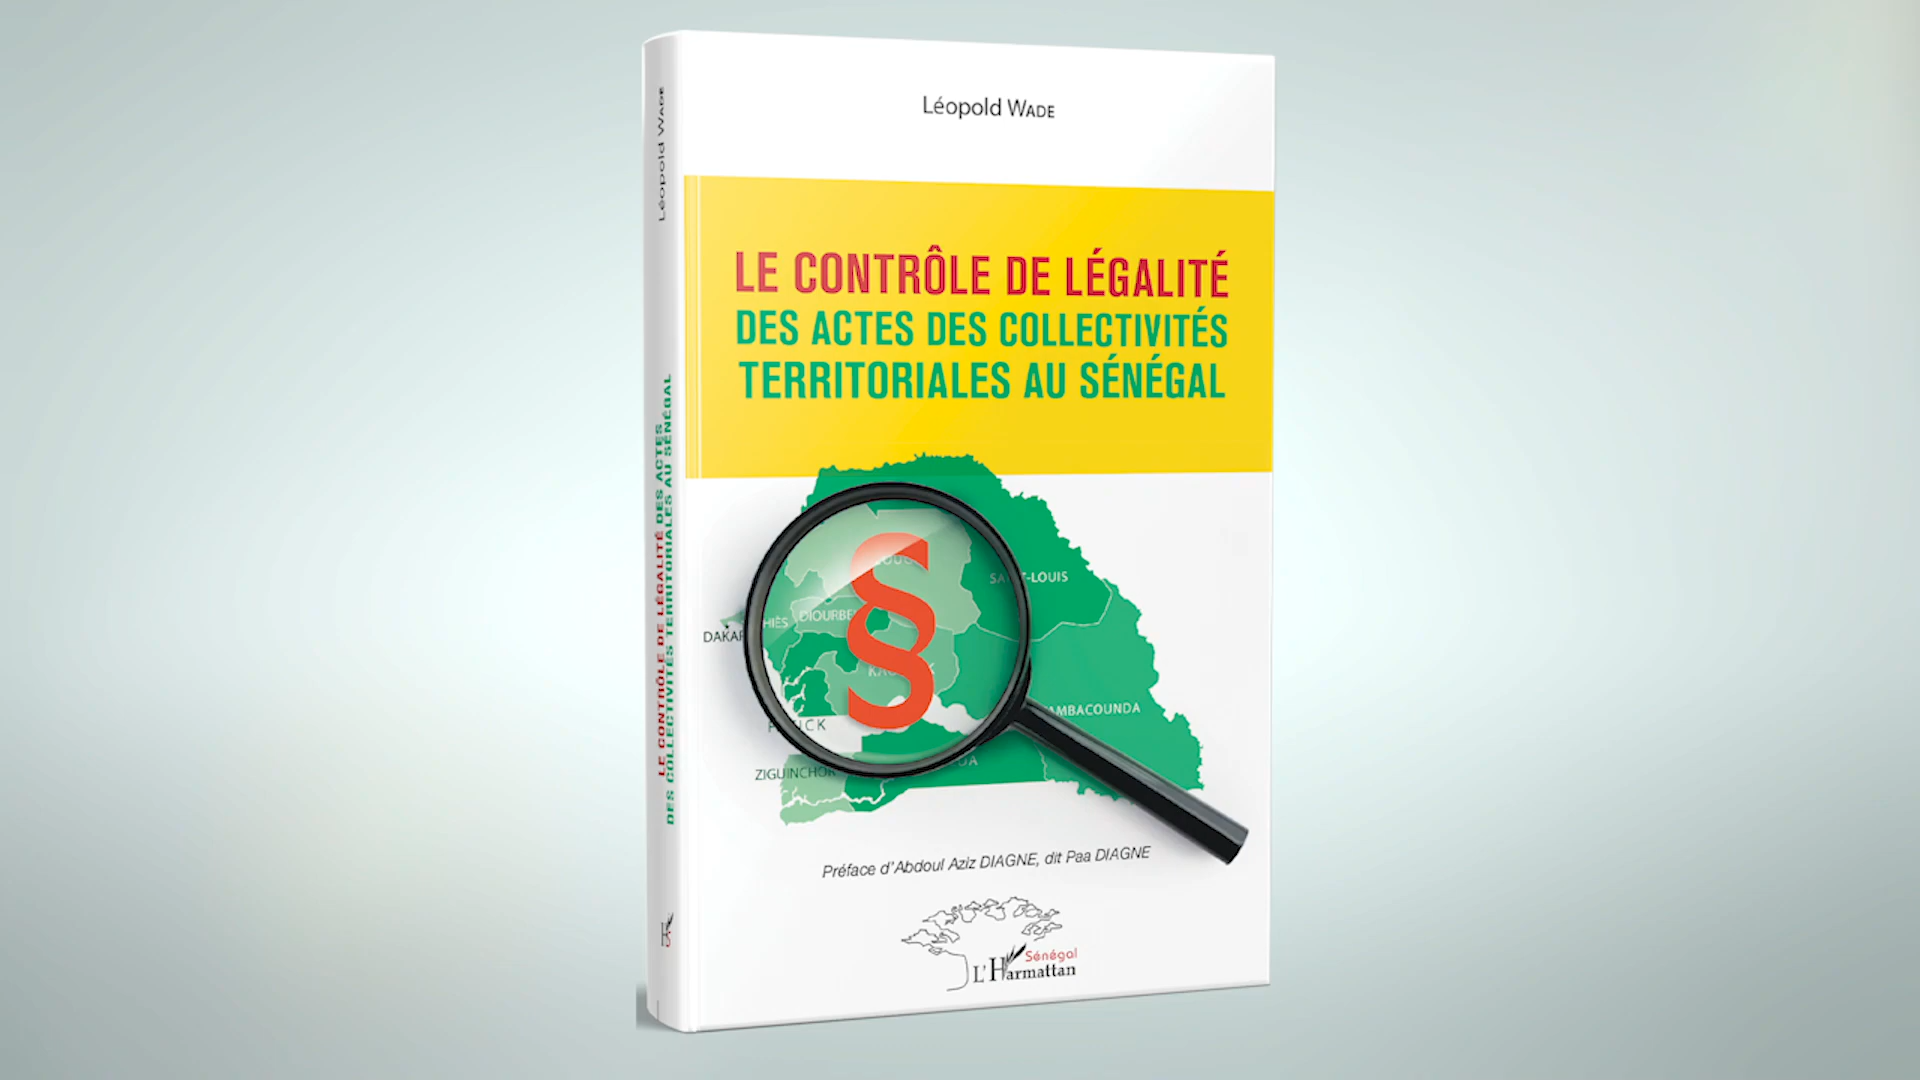 Léopold WADE
LE CONTRÔLE DE LÉGALITÉ
DES ACTES DES COLLECTIVITÉS
TERRITORIALES AU SÉNÉGAL
SAINT-LOUIS
DIOURBEL
DAKAR
ZIGUINCHOR
Préface d'Abdoul Aziz DIAGNE, dit Paa DIAGNE
Sénégal
L'Harmattan
Léopold WADE
LE CONTRÔLE DE LÉGALITÉ DES ACTES
DES COLLECTIVITÉS TERRITORIALES AU SÉNÉGAL